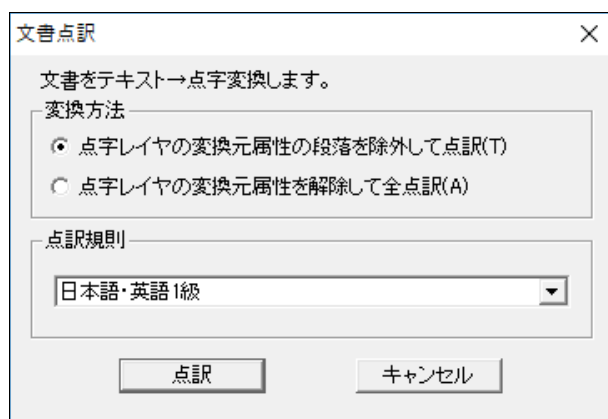 文書点訳
文書をテキスト→点字変換します。
変換方法
点字レイヤの変換元属性の段落を除外して点訳(T)
点字レイヤの変換元属性を解除して全点訳(A)
点訳規則
日本語・英語1級
点訳 キャンセル